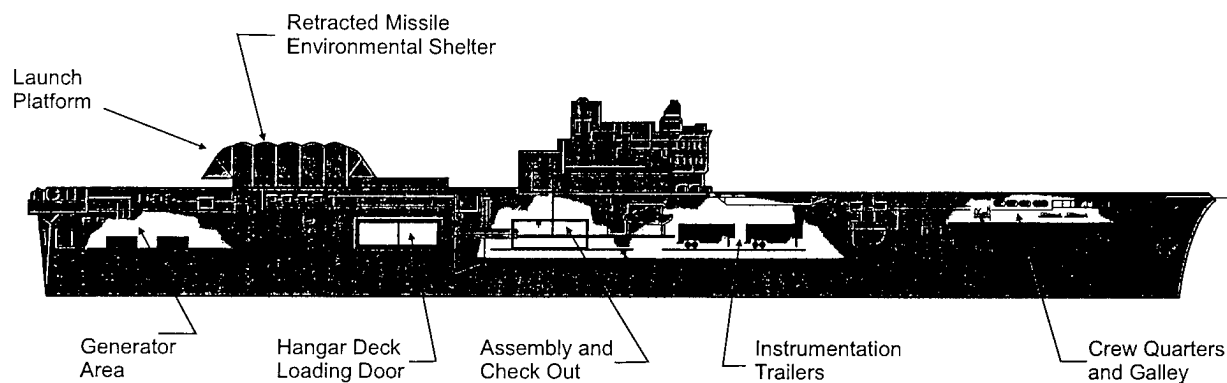 Retracted Missile
Environmental Shelter
Launch
Platform
Generator
Area
Hangar Deck
Loading Door
Assembly and
Check Out
Instrumentation
Trailers
Crew Quarters
and Galley